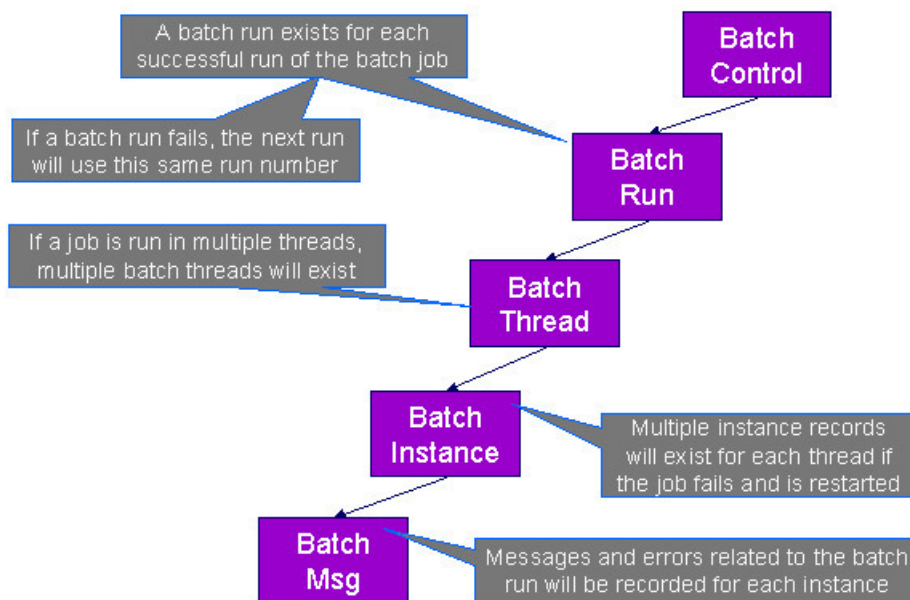 A batch run exists for each
successful run of the batch job
Batch
Control
If a batch run fails, the next run
will use this same run number
Batch
Run
If a job is run in multiple threads,
multiple batch threads will exist
Batch
Thread
Batch
Instance
Multiple instance records
will exist for each thread if
the job fails and is restarted
Batch
Msg
Messages and errors related to the batch
run will be recorded for each instance